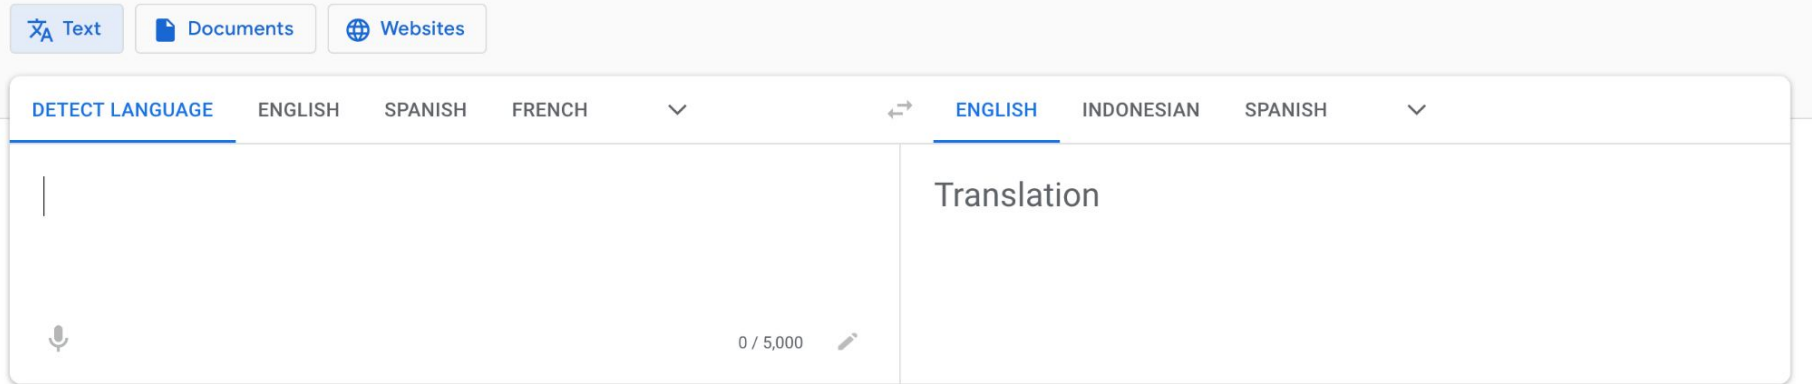 Text Documents Websites
DETECT LANGUAGE ENGLISH SPANISH FRENCH ENGLISH INDONESIAN SPANISH
Translation
0 / 5,000